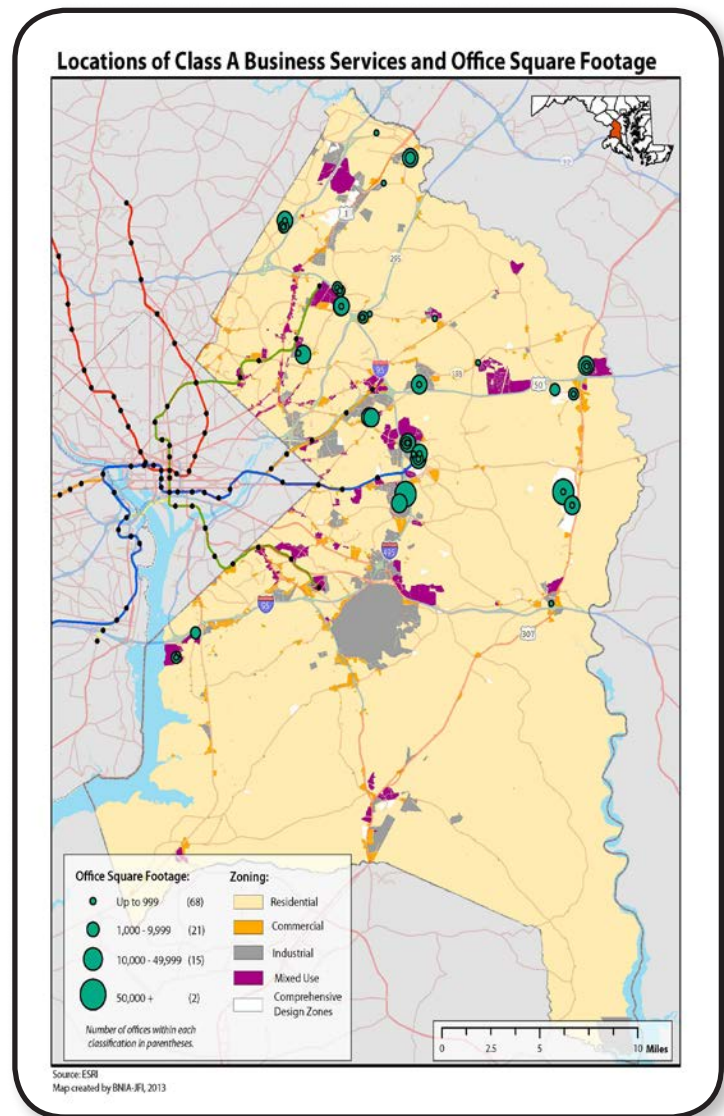 Locations of Class A Business Services and Office Square Footage
1
295
95
50
495
95
307
Office Square Footage:
Up to 999 (68)
1,000 - 9,999 (21)
10,000 - 49,999 (15)
50,000 + (2)
Number of offices within each
classification in parentheses.
Zoning:
Residential
Commercial
Industrial
Mixed Use
Comprehensive
Design Zones
0 2.5 5 10 Miles
Source: ESRI
Map created by BNIA-JFI, 2013